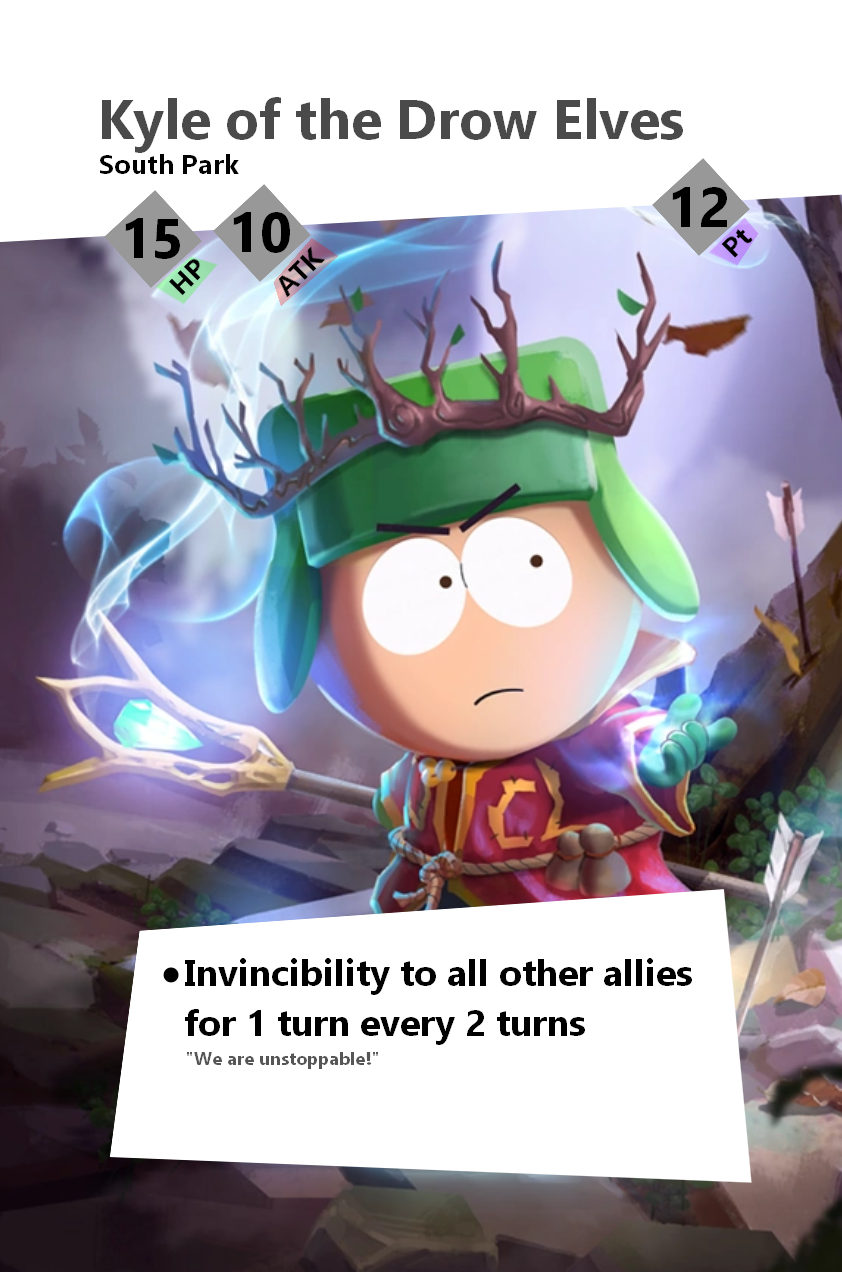 Kyle of the Drow Elves
South Park
15 HP
10 ATK
12 Pt
●Invincibility to all other allies
for 1 turn every 2 turns
"We are unstoppable!"